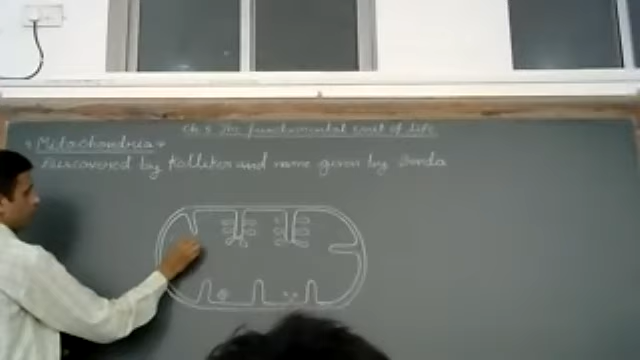 Ch 5 The fundamental unit of life
* Mitochondria *
Discovered by Kolliker and name given by Benda